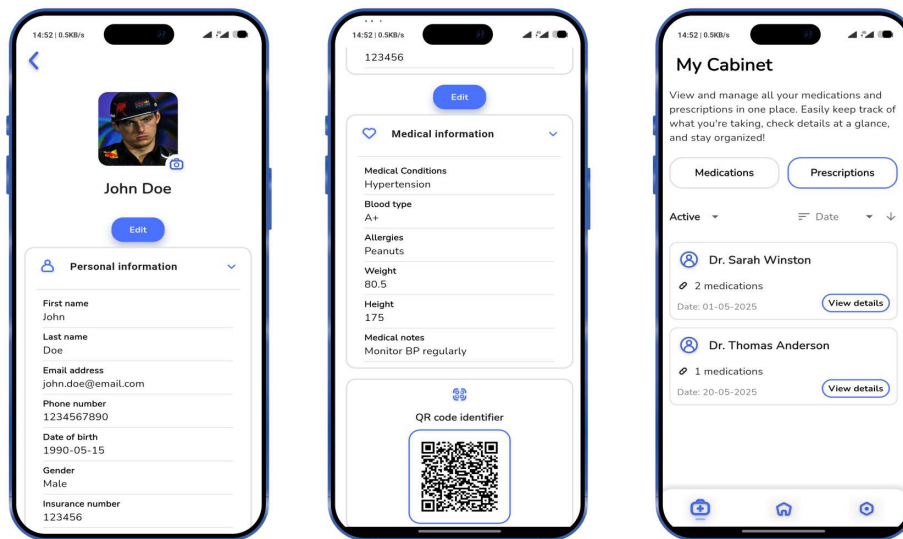 14:52 | 0.5KB/s
John Doe
Edit
Personal information
First name
John
Last name
Doe
Email address
john.doe@email.com
Phone number
1234567890
Date of birth
1990-05-15
Gender
Male
Insurance number
123456
14:52 | 0.5KB/s
123456
Edit
Medical information
Medical Conditions
Hypertension
Blood type
A+
Allergies
Peanuts
Weight
80.5
Height
175
Medical notes
Monitor BP regularly
QR code identifier
14:52 | 0.5KB/s
My Cabinet
View and manage all your medications and
prescriptions in one place. Easily keep track of
what you're taking, check details at a glance,
and stay organized!
Medications
Prescriptions
Active
Date
Dr. Sarah Winston
2 medications
Date: 01-05-2025
View details
Dr. Thomas Anderson
1 medications
Date: 20-05-2025
View details